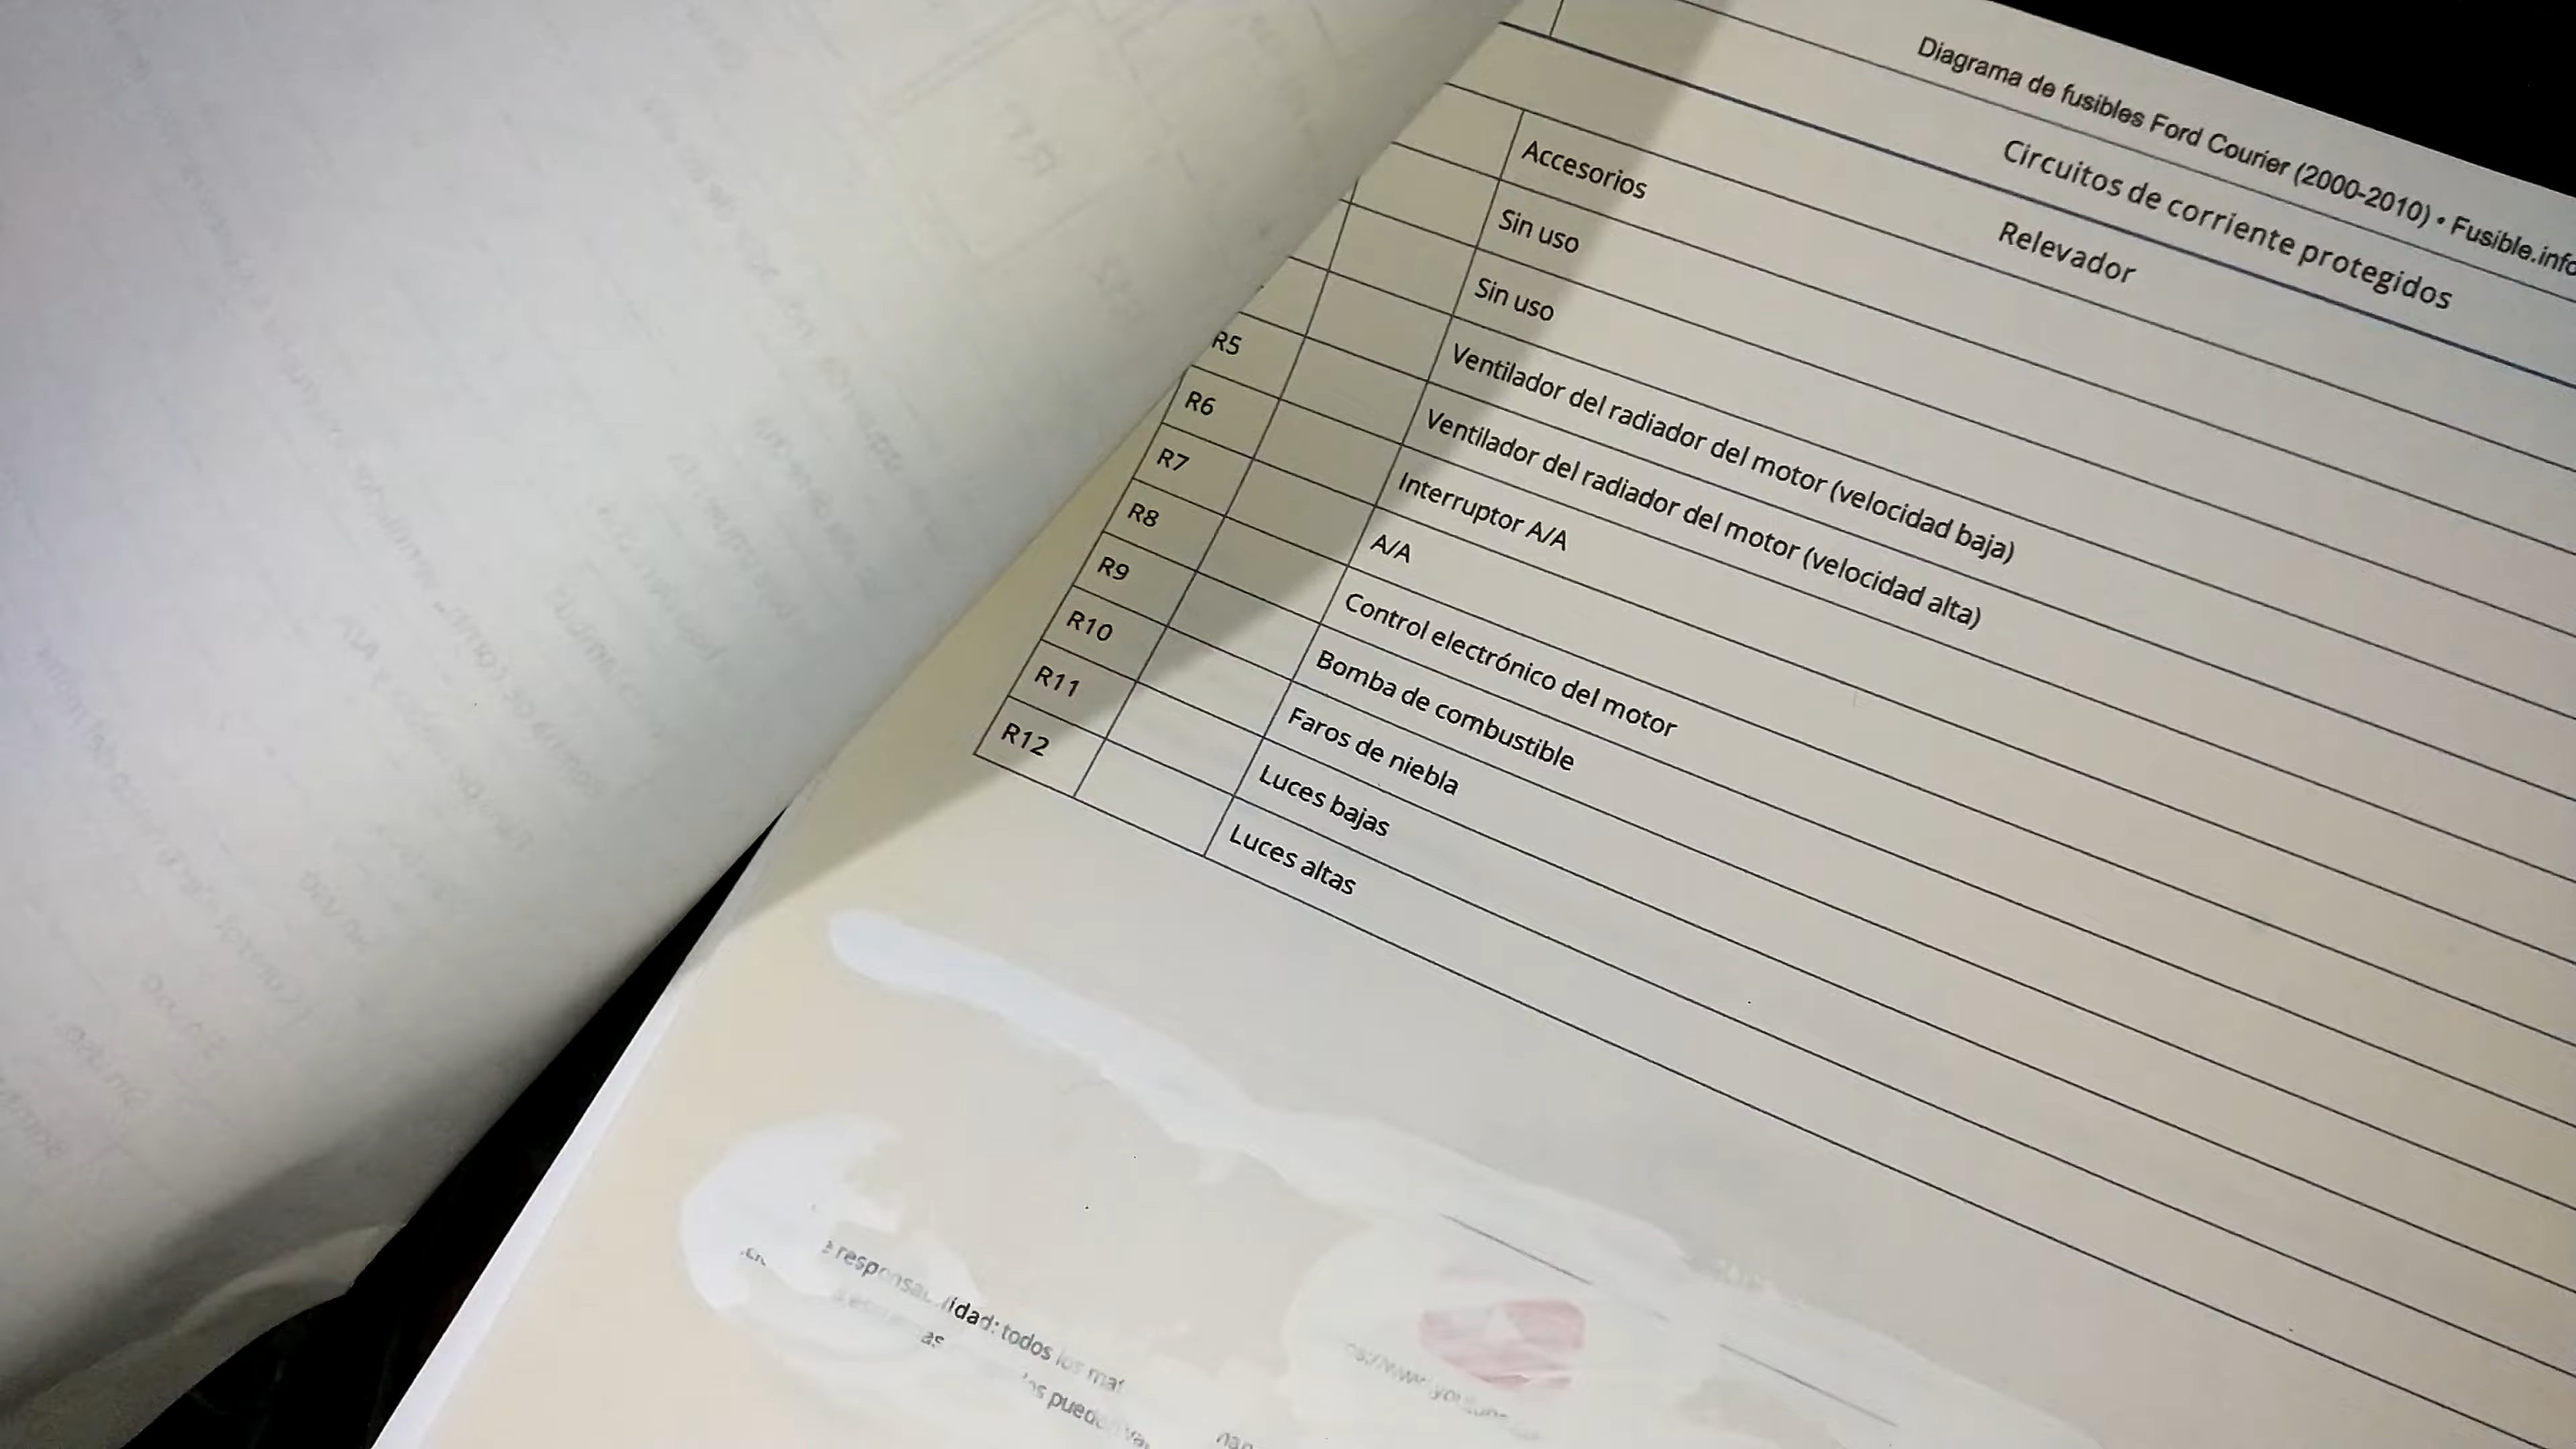 Diagrama de fusibles Ford Courier (2000-2010) • Fusible.info
Circuitos de corriente protegidos
Relevador
Accesorios
Sin uso
Sin uso
Ventilador del radiador del motor (velocidad baja)
R5 Ventilador del radiador del motor (velocidad alta)
R6 Interruptor A/A
R7 A/A
R8 Control electrónico del motor
R9 Bomba de combustible
R10 Faros de niebla
R11 Luces bajas
R12 Luces altas
todos los